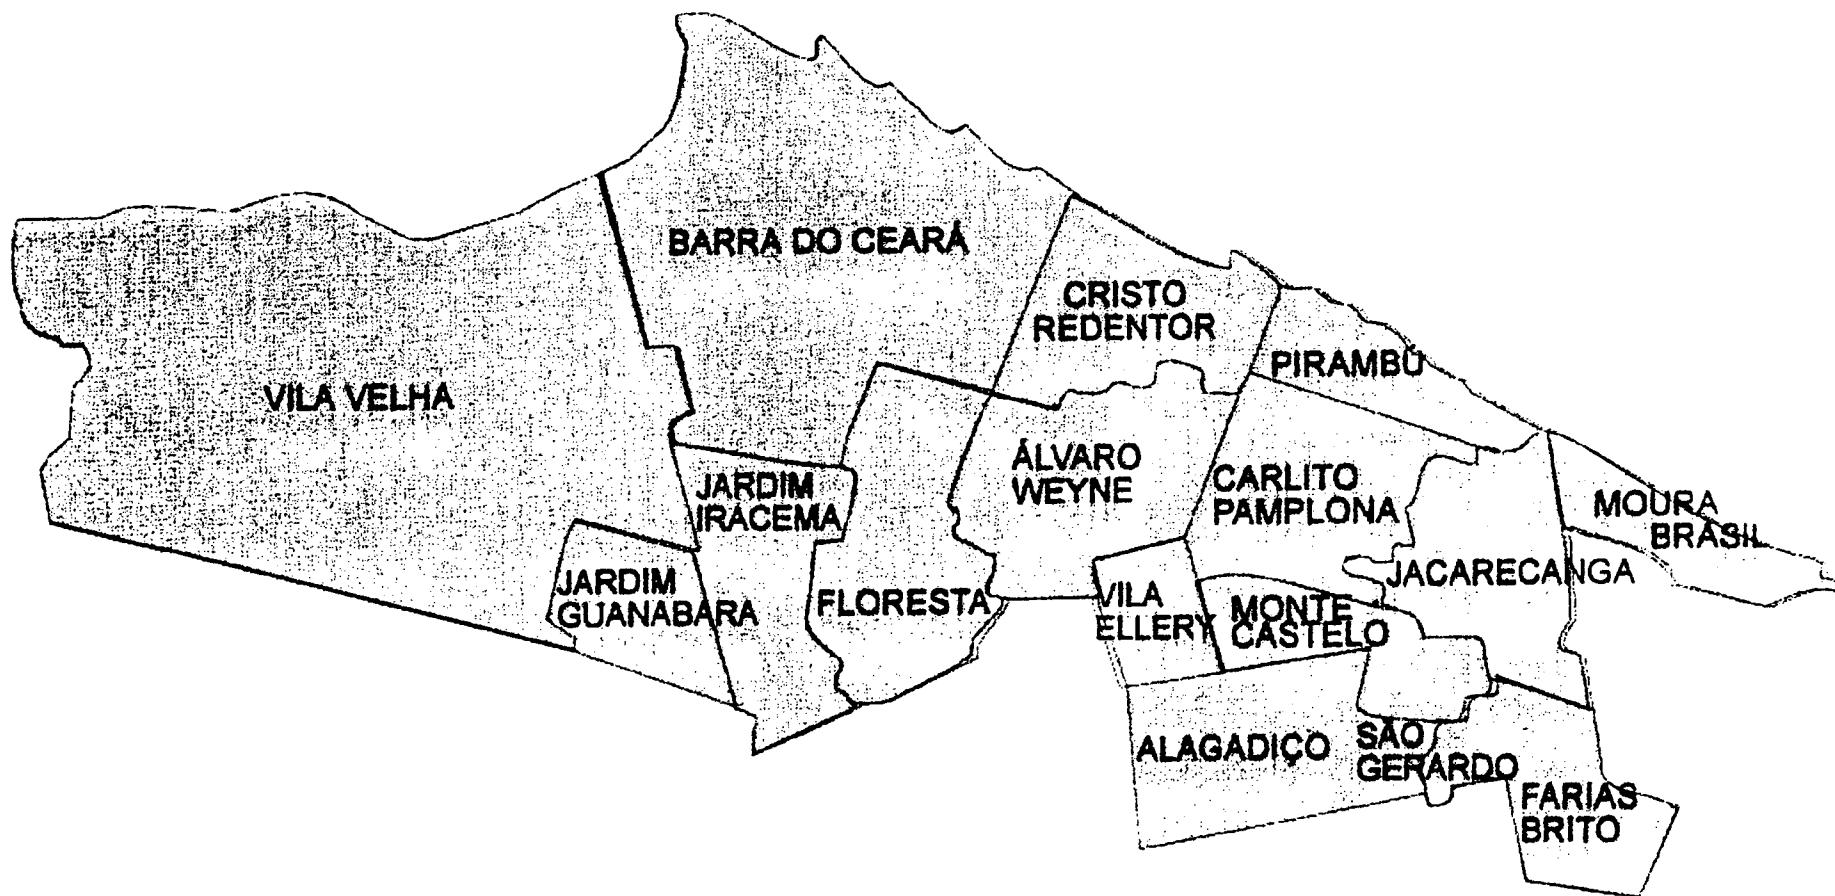 BARRA DO CEARÁ
CRISTO
REDENTOR
PIRAMBÚ
VILA VELHA
ÁLVARO
WEYNE
CARLITO
PAMPLONA
JARDIM
IRACEMA
MOURA
BRASIL
JARDIM
GUANABARA
FLORESTA
VILA
ELLERY
MONTE
CASTELO
JACARECANGA
ALAGADIÇO
SÃO
GERARDO
FARIAS
BRITO